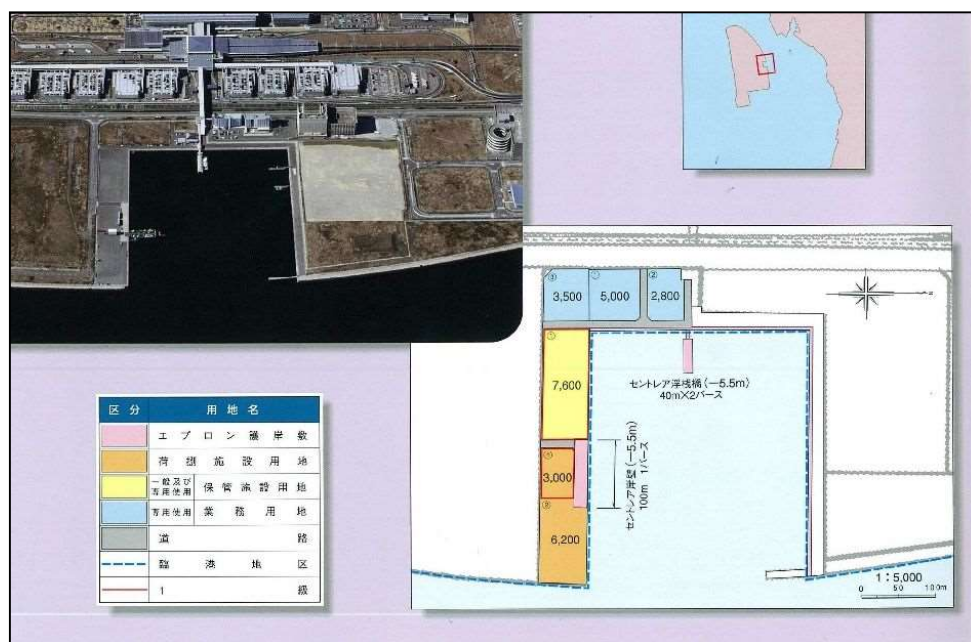 3,500
5,000
2,800
7,600
3,000
6,200
セントレア浮桟橋(−5.5m)
40m×2バース
セントレア岸壁(−5.5m)
100m 1バース
1:5,000
0 50 100m
区分 用地名
エプロン護岸敷
荷捌施設用地
一般及び専用使用 保管施設用地
専用使用 業務用地
道路
臨港地区
1級